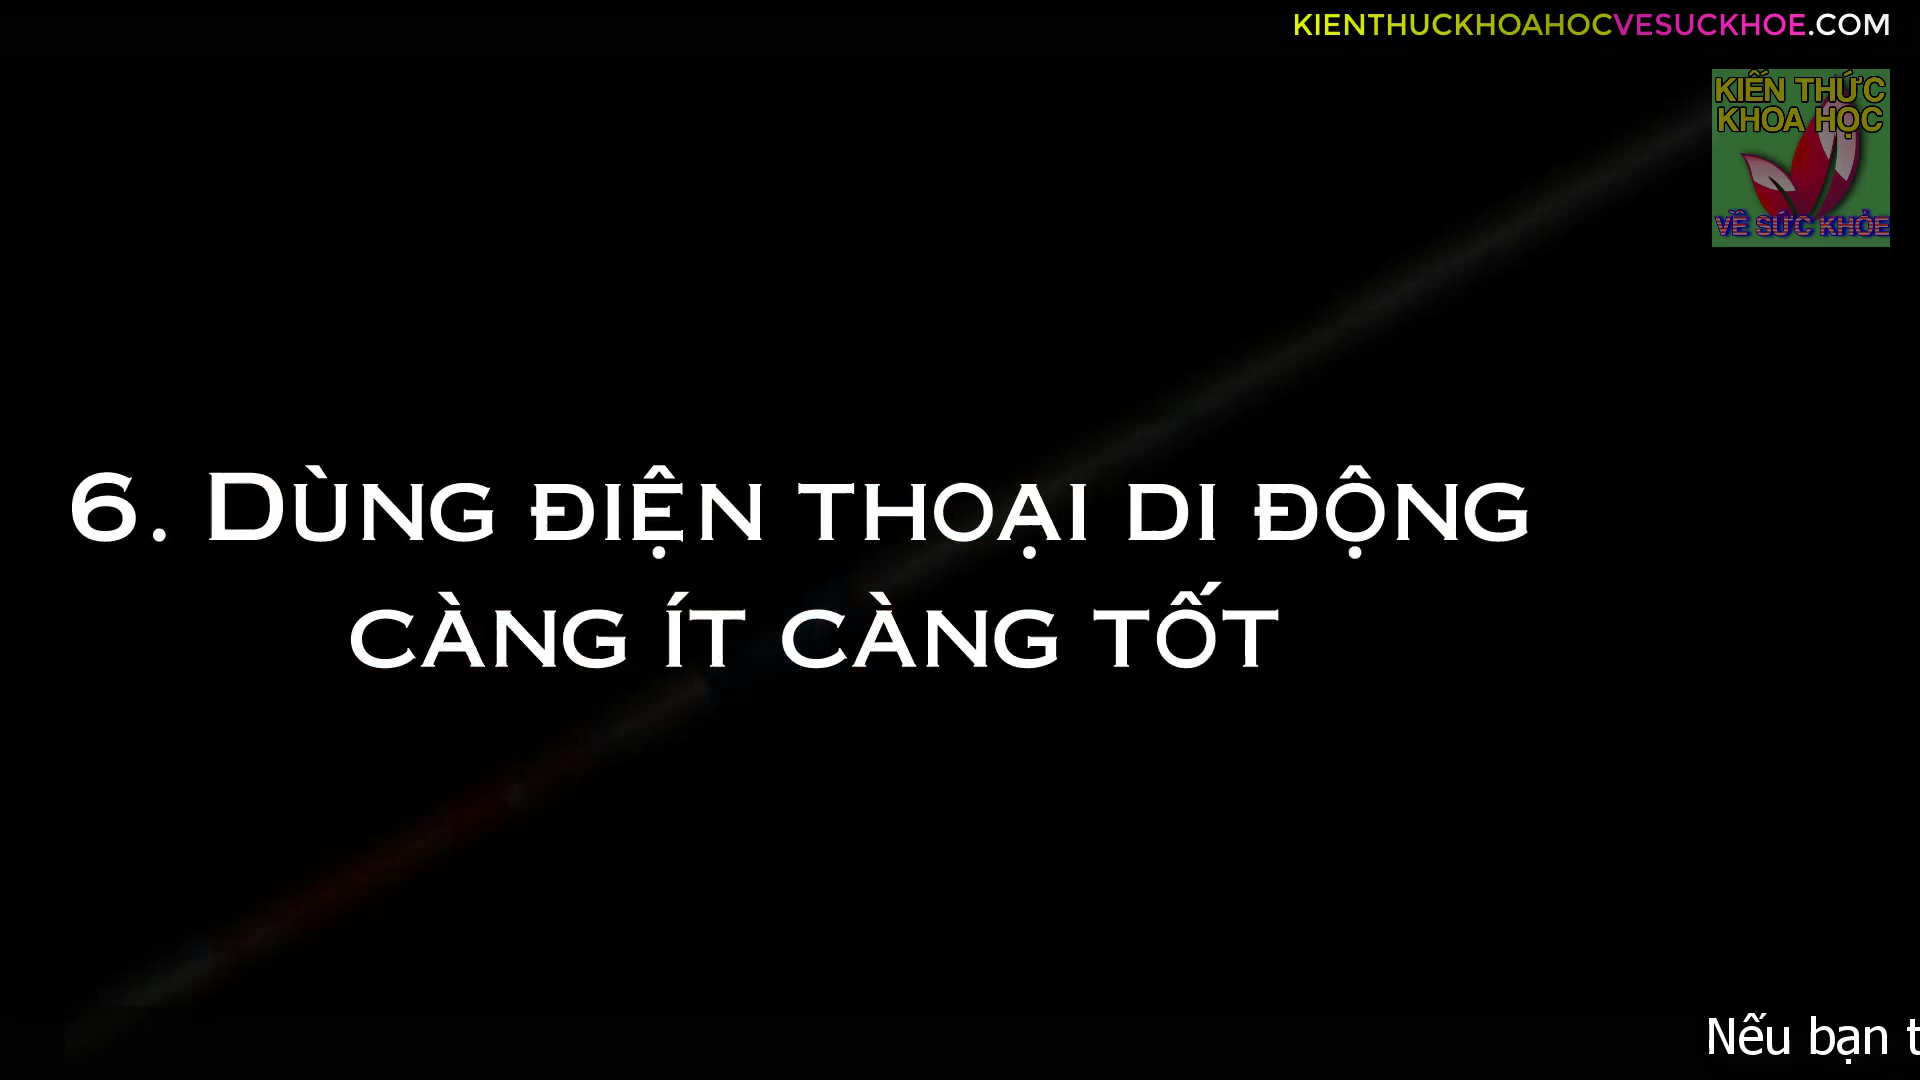 KIENTHUCKHOAHOCVESUCKHOE.COM
KIẾN THỨC
KHOA HỌC
VỀ SỨC KHỎE
6. DÙNG ĐIỆN THOẠI DI ĐỘNG
CÀNG ÍT CÀNG TỐT
Nếu bạn t